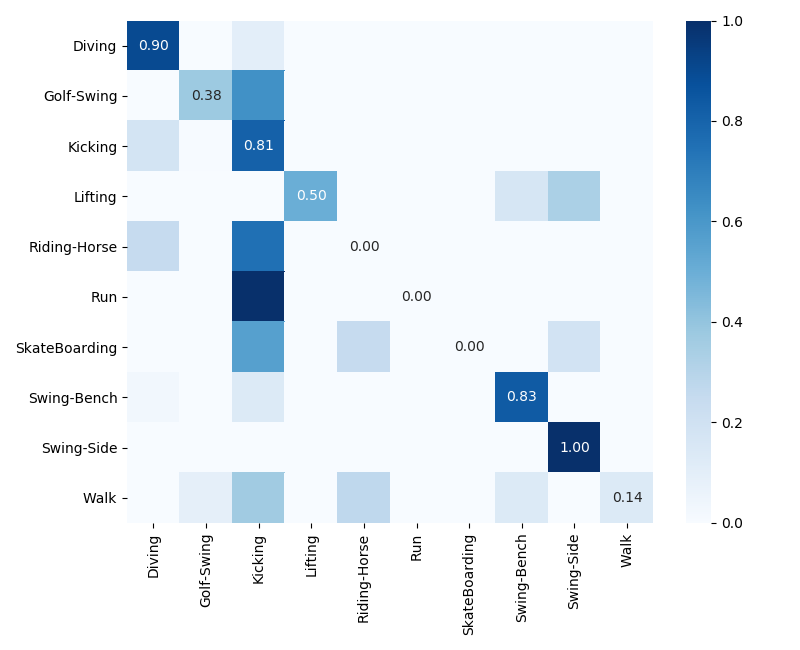 1.0
Diving 0.90
0.8
Golf-Swing 0.38
Kicking 0.81
Lifting 0.50
0.6
Riding-Horse 0.00
Run 0.00
0.4
SkateBoarding 0.00
Swing-Bench 0.83
0.2
Swing-Side 1.00
Walk 0.14
0.0
Diving
Golf-Swing
Kicking
Lifting
Riding-Horse
Run
SkateBoarding
Swing-Bench
Swing-Side
Walk